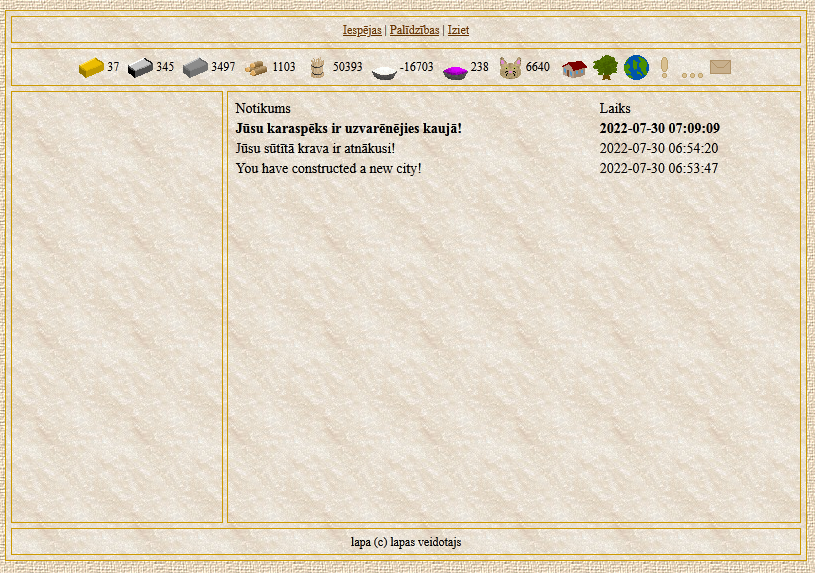 Iespējas | Palīdzības | Iziet
37 345 3497 1103 50393 -16703 238 6640
Notikums Laiks
Jūsu karaspēks ir uzvarēnējies kaujā! 2022-07-30 07:09:09
Jūsu sūtītā krava ir atnākusi! 2022-07-30 06:54:20
You have constructed a new city! 2022-07-30 06:53:47
lapa (c) lapas veidotajs